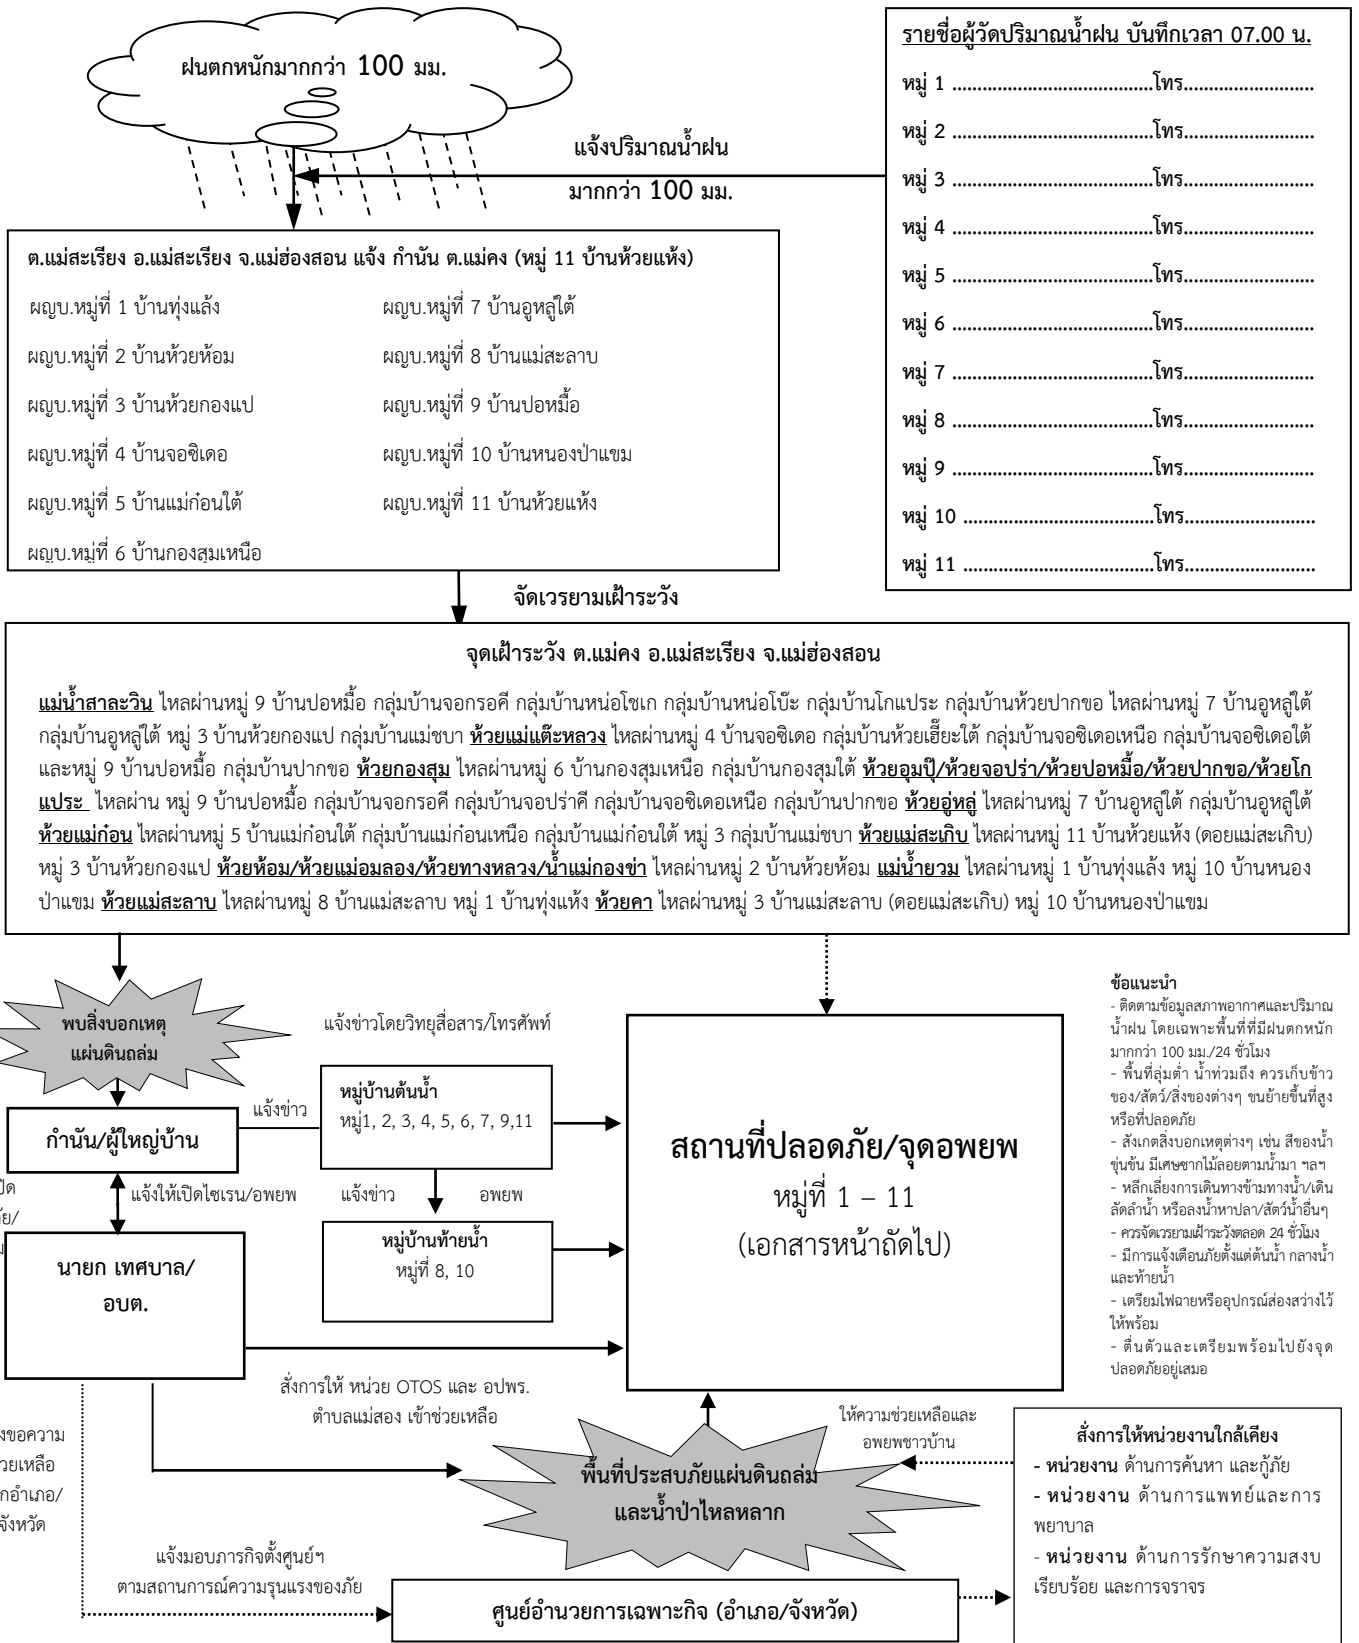 ฝนตกหนักมากกว่า 100 มม.
รายชื่อผู้วัดปริมาณน้ำฝน บันทึกเวลา 07.00 น.
หมู่ 1 ........................................โทร..........................
หมู่ 2 ........................................โทร..........................
หมู่ 3 ........................................โทร..........................
หมู่ 4 ........................................โทร..........................
หมู่ 5 ........................................โทร..........................
หมู่ 6 ........................................โทร..........................
หมู่ 7 ........................................โทร..........................
หมู่ 8 ........................................โทร..........................
หมู่ 9 ........................................โทร..........................
หมู่ 10 ......................................โทร..........................
หมู่ 11 ......................................โทร..........................
แจ้งปริมาณน้ำฝน
มากกว่า 100 มม.
ต.แม่สะเรียง อ.แม่สะเรียง จ.แม่ฮ่องสอน แจ้ง กำนัน ต.แม่คง (หมู่ 11 บ้านห้วยแห้ง)
ผญบ.หมู่ที่ 1 บ้านทุ่งแล้ง
ผญบ.หมู่ที่ 2 บ้านห้วยห้อม
ผญบ.หมู่ที่ 3 บ้านห้วยกองแป
ผญบ.หมู่ที่ 4 บ้านจอซิเดอ
ผญบ.หมู่ที่ 5 บ้านแม่ก๋อนใต้
ผญบ.หมู่ที่ 6 บ้านกองสุมเหนือ
ผญบ.หมู่ที่ 7 บ้านอูหลู่ใต้
ผญบ.หมู่ที่ 8 บ้านแม่สะลาบ
ผญบ.หมู่ที่ 9 บ้านปอหมื้อ
ผญบ.หมู่ที่ 10 บ้านหนองป่าแขม
ผญบ.หมู่ที่ 11 บ้านห้วยแห้ง
จัดเวรยามเฝ้าระวัง
จุดเฝ้าระวัง ต.แม่คง อ.แม่สะเรียง จ.แม่ฮ่องสอน
แม่น้ำสาละวิน ไหลผ่านหมู่ 9 บ้านปอหมื้อ กลุ่มบ้านจอกรอคี กลุ่มบ้านหน่อโชเก กลุ่มบ้านหน่อโบ๊ะ กลุ่มบ้านโกแประ กลุ่มบ้านห้วยปากขอ ไหลผ่านหมู่ 7 บ้านอูหลู่ใต้
กลุ่มบ้านอูหลู่ใต้ หมู่ 3 บ้านห้วยกองแป กลุ่มบ้านแม่ชบา ห้วยแม่แต๊ะหลวง ไหลผ่านหมู่ 4 บ้านจอซิเดอ กลุ่มบ้านห้วยเฮี๊ยะใต้ กลุ่มบ้านจอซิเดอเหนือ กลุ่มบ้านจอซิเดอใต้
และหมู่ 9 บ้านปอหมื้อ กลุ่มบ้านปากขอ ห้วยกองสุม ไหลผ่านหมู่ 6 บ้านกองสุมเหนือ กลุ่มบ้านกองสุมใต้ ห้วยอุมปุ๊/ห้วยจอปร่า/ห้วยปอหมื้อ/ห้วยปากขอ/ห้วยโก
แประ ไหลผ่าน หมู่ 9 บ้านปอหมื้อ กลุ่มบ้านจอกรอคี กลุ่มบ้านจอปร่าคี กลุ่มบ้านจอซิเดอเหนือ กลุ่มบ้านปากขอ ห้วยอู่หลู่ ไหลผ่านหมู่ 7 บ้านอูหลู่ใต้ กลุ่มบ้านอูหลู่ใต้
ห้วยแม่ก๋อน ไหลผ่านหมู่ 5 บ้านแม่ก๋อนใต้ กลุ่มบ้านแม่ก๋อนเหนือ กลุ่มบ้านแม่ก๋อนใต้ หมู่ 3 กลุ่มบ้านแม่ชบา ห้วยแม่สะเกิบ ไหลผ่านหมู่ 11 บ้านห้วยแห้ง (ดอยแม่สะเกิบ)
หมู่ 3 บ้านห้วยกองแป ห้วยห้อม/ห้วยแม่อมลอง/ห้วยทางหลวง/น้ำแม่กองข่า ไหลผ่านหมู่ 2 บ้านห้วยห้อม แม่น้ำยวม ไหลผ่านหมู่ 1 บ้านทุ่งแล้ง หมู่ 10 บ้านหนอง
ป่าแขม ห้วยแม่สะลาบ ไหลผ่านหมู่ 8 บ้านแม่สะลาบ หมู่ 1 บ้านทุ่งแห้ง ห้วยคา ไหลผ่านหมู่ 3 บ้านแม่สะลาบ (ดอยแม่สะเกิบ) หมู่ 10 บ้านหนองป่าแขม
พบสิ่งบอกเหตุ
แผ่นดินถล่ม
แจ้งข่าวโดยวิทยุสื่อสาร/โทรศัพท์
กำนัน/ผู้ใหญ่บ้าน
แจ้งข่าว
หมู่บ้านต้นน้ำ
หมู่1, 2, 3, 4, 5, 6, 7, 9,11
แจ้งให้เปิดไซเรน/อพยพ
แจ้งข่าว
อพยพ
หมู่บ้านท้ายน้ำ
หมู่ที่ 8, 10
นายก เทศบาล/
อบต.
สถานที่ปลอดภัย/จุดอพยพ
หมู่ที่ 1 – 11
(เอกสารหน้าถัดไป)
ข้อแนะนำ
- ติดตามข้อมูลสภาพอากาศและปริมาณ
น้ำฝน โดยเฉพาะพื้นที่ที่มีฝนตกหนัก
มากกว่า 100 มม./24 ชั่วโมง
- พื้นที่ลุ่มต่ำ น้ำท่วมถึง ควรเก็บข้าว
ของ/สัตว์/สิ่งของต่างๆ ขนย้ายขึ้นที่สูง
หรือที่ปลอดภัย
- สังเกตสิ่งบอกเหตุต่างๆ เช่น สีของน้ำ
ขุ่นข้น มีเศษซากไม้ลอยตามน้ำมา ฯลฯ
- หลีกเลี่ยงการเดินทางข้ามทางน้ำ/เดิน
ลัดลำน้ำ หรือลงน้ำหาปลา/สัตว์น้ำอื่นๆ
- ควรจัดเวรยามเฝ้าระวังตลอด 24 ชั่วโมง
- มีการแจ้งเตือนภัยตั้งแต่ต้นน้ำ กลางน้ำ
และท้ายน้ำ
- เตรียมไฟฉายหรืออุปกรณ์ส่องสว่างไว้
ให้พร้อม
- ตื่นตัวและเตรียมพร้อมไปยังจุด
ปลอดภัยอยู่เสมอ
สั่งการให้ หน่วย OTOS และ อปพร.
ตำบลแม่สอง เข้าช่วยเหลือ
งขอความ
วยเหลือ
กอำเภอ/
จังหวัด
ให้ความช่วยเหลือและ
อพยพชาวบ้าน
พื้นที่ประสบภัยแผ่นดินถล่ม
และน้ำป่าไหลหลาก
สั่งการให้หน่วยงานใกล้เคียง
- หน่วยงาน ด้านการค้นหา และกู้ภัย
- หน่วยงาน ด้านการแพทย์และการ
พยาบาล
- หน่วยงาน ด้านการรักษาความสงบ
เรียบร้อย และการจราจร
แจ้งมอบภารกิจตั้งศูนย์ฯ
ตามสถานการณ์ความรุนแรงของภัย
ศูนย์อำนวยการเฉพาะกิจ (อำเภอ/จังหวัด)